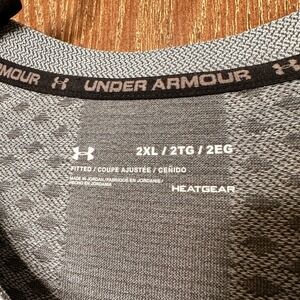 UNDER ARMOUR
2XL / 2TG / 2EG
FITTED / COUPE AJUSTÉE / CEÑIDO
MADE IN JORDAN / FABRIQUÉ EN JORDANIE /
HECHO EN JORDANIA
HEATGEAR